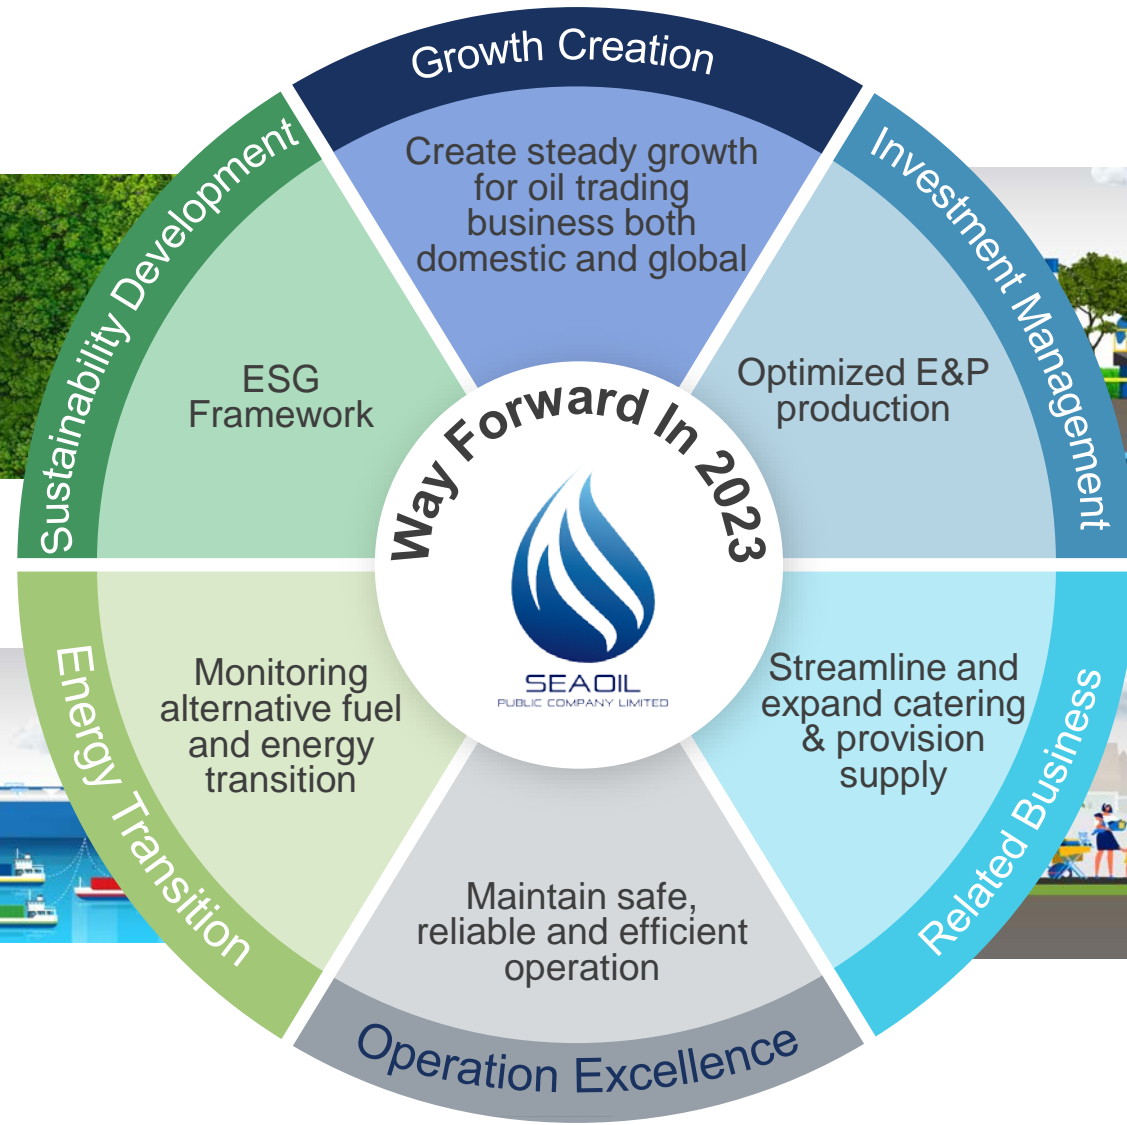 Growth Creation
Create steady growth
for oil trading
business both
domestic and global
Investment Management
Optimized E&P
production
Related Business
Streamline and
expand catering
& provision
supply
Operation Excellence
Maintain safe,
reliable and efficient
operation
Energy Transition
Monitoring
alternative fuel
and energy
transition
Sustainability Development
ESG
Framework
Way Forward In 2023
SEAOIL
PUBLIC COMPANY LIMITED